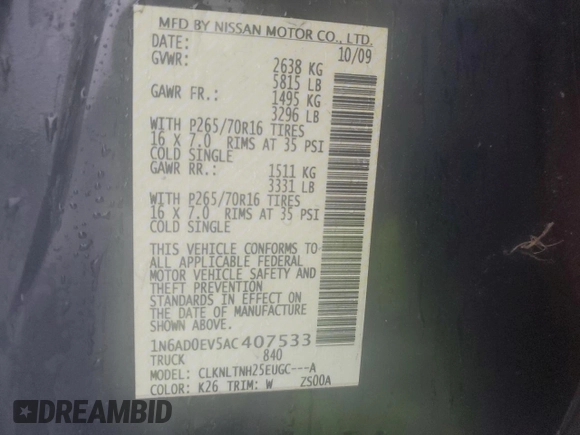 MFD BY NISSAN MOTOR CO., LTD.
DATE: 10/09
GVWR: 2638 KG
5815 LB
GAWR FR.: 1495 KG
3296 LB
WITH P265/70R16 TIRES
16 X 7.0 RIMS AT 35 PSI
COLD SINGLE
GAWR RR.: 1511 KG
3331 LB
WITH P265/70R16 TIRES
16 X 7.0 RIMS AT 35 PSI
COLD SINGLE
THIS VEHICLE CONFORMS TO
ALL APPLICABLE FEDERAL
MOTOR VEHICLE SAFETY AND
THEFT PREVENTION
STANDARDS IN EFFECT ON
THE DATE OF MANUFACTURE
SHOWN ABOVE.
1N6AD0EV5AC407533
TRUCK 840
MODEL: CLKNLTNH25EUGC---A
COLOR: K26 TRIM: W ZS00A
DREAMBID